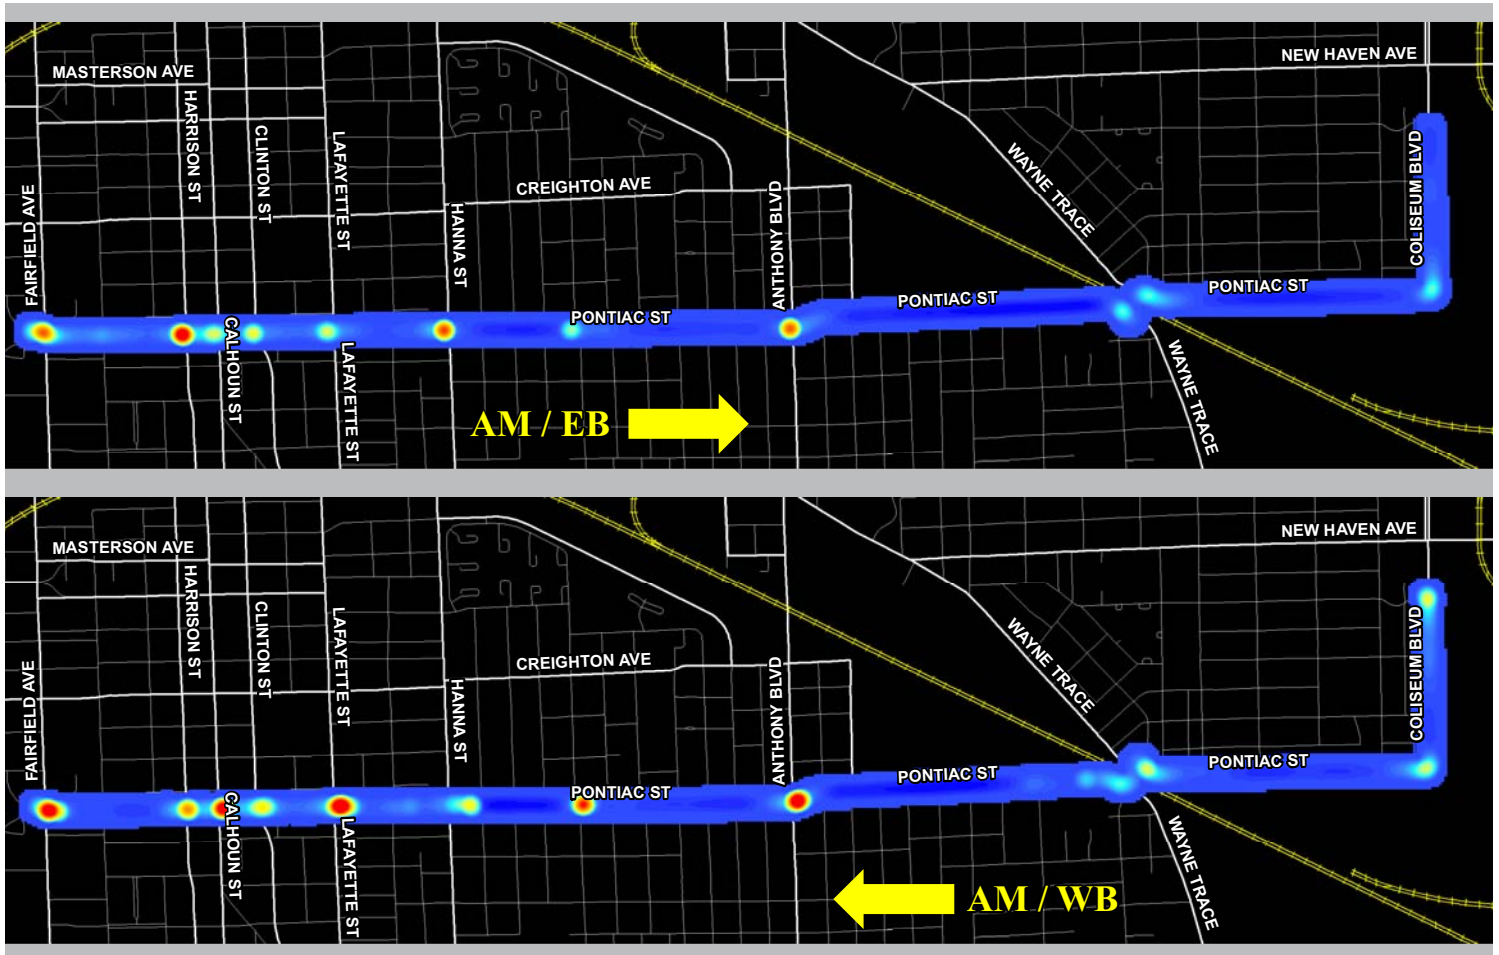 NEW HAVEN AVE
MASTERSON AVE
HARRISON ST
CLINTON ST
LAFAYETTE ST
COLISEUM BLVD
WAYNE TRACE
CREIGHTON AVE
FAIRFIELD AVE
HANNA ST
ANTHONY BLVD
PONTIAC ST
PONTIAC ST
PONTIAC ST
CALHOUN ST
LAFAYETTE ST
WAYNE TRACE
AM / EB
NEW HAVEN AVE
MASTERSON AVE
HARRISON ST
CLINTON ST
LAFAYETTE ST
COLISEUM BLVD
WAYNE TRACE
CREIGHTON AVE
FAIRFIELD AVE
HANNA ST
ANTHONY BLVD
PONTIAC ST
PONTIAC ST
PONTIAC ST
CALHOUN ST
LAFAYETTE ST
WAYNE TRACE
AM / WB